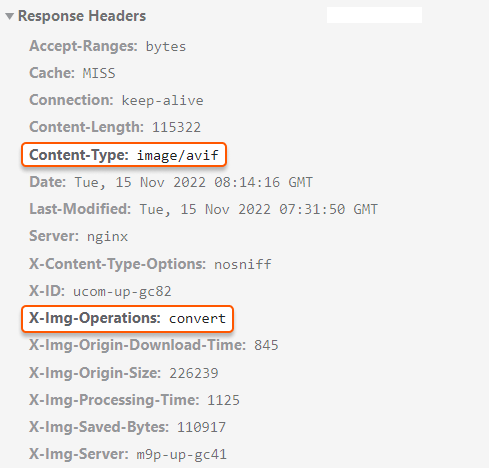 Response Headers
Accept-Ranges: bytes
Cache: MISS
Connection: keep-alive
Content-Length: 115322
Content-Type: image/avif
Date: Tue, 15 Nov 2022 08:14:16 GMT
Last-Modified: Tue, 15 Nov 2022 07:31:50 GMT
Server: nginx
X-Content-Type-Options: nosniff
X-ID: ucom-up-gc82
X-Img-Operations: convert
X-Img-Origin-Download-Time: 845
X-Img-Origin-Size: 226239
X-Img-Processing-Time: 1125
X-Img-Saved-Bytes: 110917
X-Img-Server: m9p-up-gc41